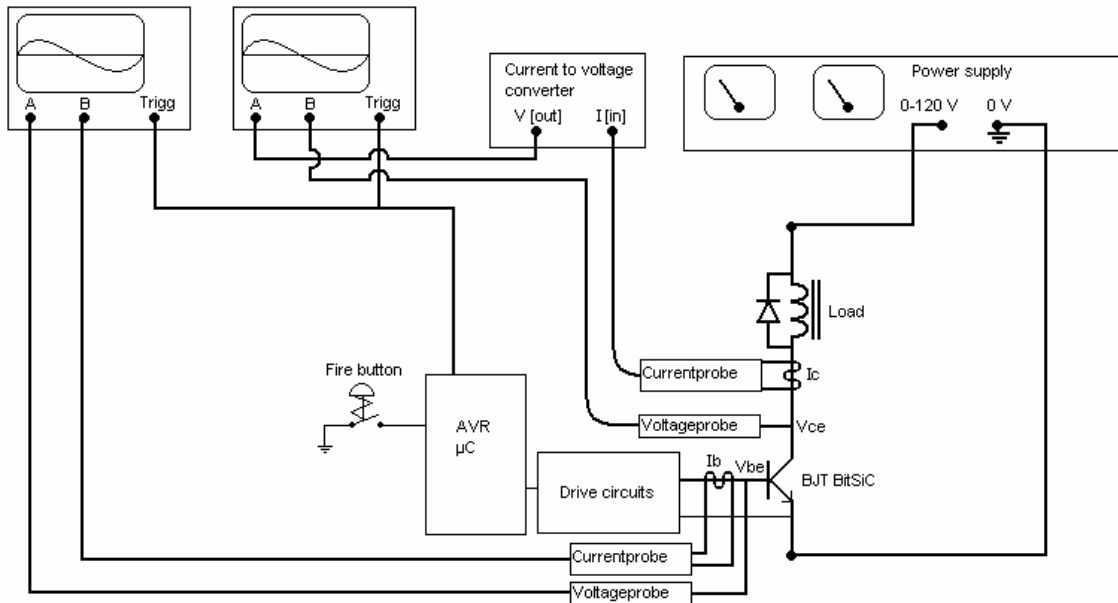 A B Trigg
A B Trigg
Current to voltage
converter
V [out] I [in]
Power supply
0-120 V 0 V
Load
Fire button
Currentprobe
Ic
AVR
µC
Voltageprobe
Vce
Ib
Vbe
BJT BitSiC
Drive circuits
Currentprobe
Voltageprobe